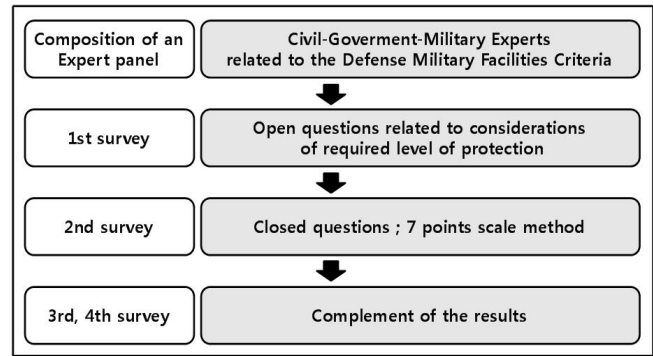 Composition of an
Expert panel
Civil-Goverment-Military Experts
related to the Defense Military Facilities Criteria
1st survey
Open questions related to considerations
of required level of protection
2nd survey
Closed questions ; 7 points scale method
3rd, 4th survey
Complement of the results